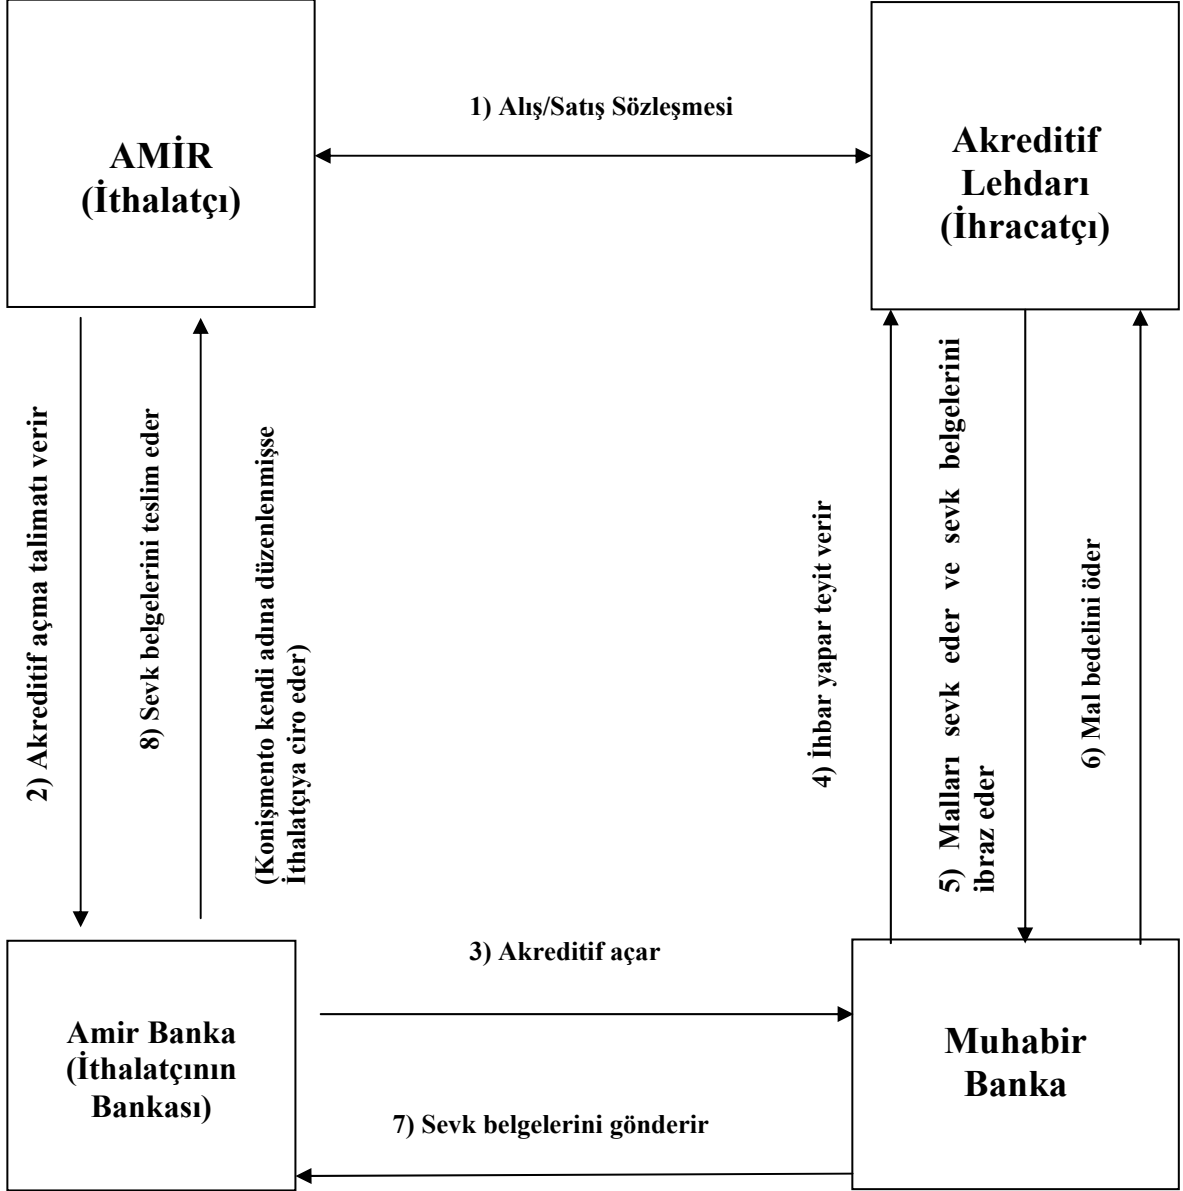 1) Alış/Satış Sözleşmesi
AMİR
(İthalatçı)
Akreditif
Lehdarı
(İhracatçı)
2) Akreditif açma talimatı verir
8) Sevk belgelerini teslim eder
(Konişmento kendi adına düzenlenmişse
İthalatçıya ciro eder)
4) İhbar yapar teyit verir
5) Malları sevk eder ve sevk belgelerini
ibraz eder
6) Mal bedelini öder
3) Akreditif açar
Amir Banka
(İthalatçının
Bankası)
Muhabir
Banka
7) Sevk belgelerini gönderir